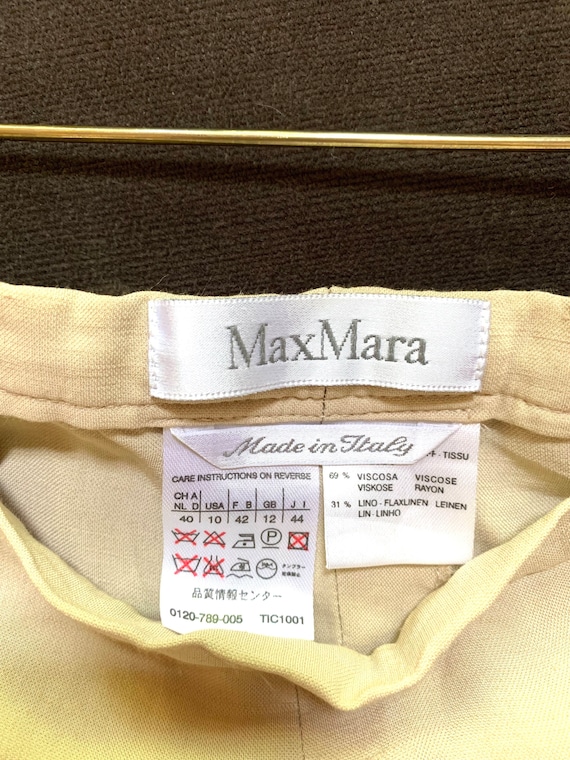 MaxMara
Made in Italy
F - TISSU
CARE INSTRUCTIONS ON REVERSE
CH A NL D USA F B GB J I
40 10 42 12 44
P
品質情報センター
0120-789-005 TIC1001
69 % VISCOSA VISCOSE
VISKOSE RAYON
31 % LINO - FLAXLINEN LEINEN
LIN - LINHO